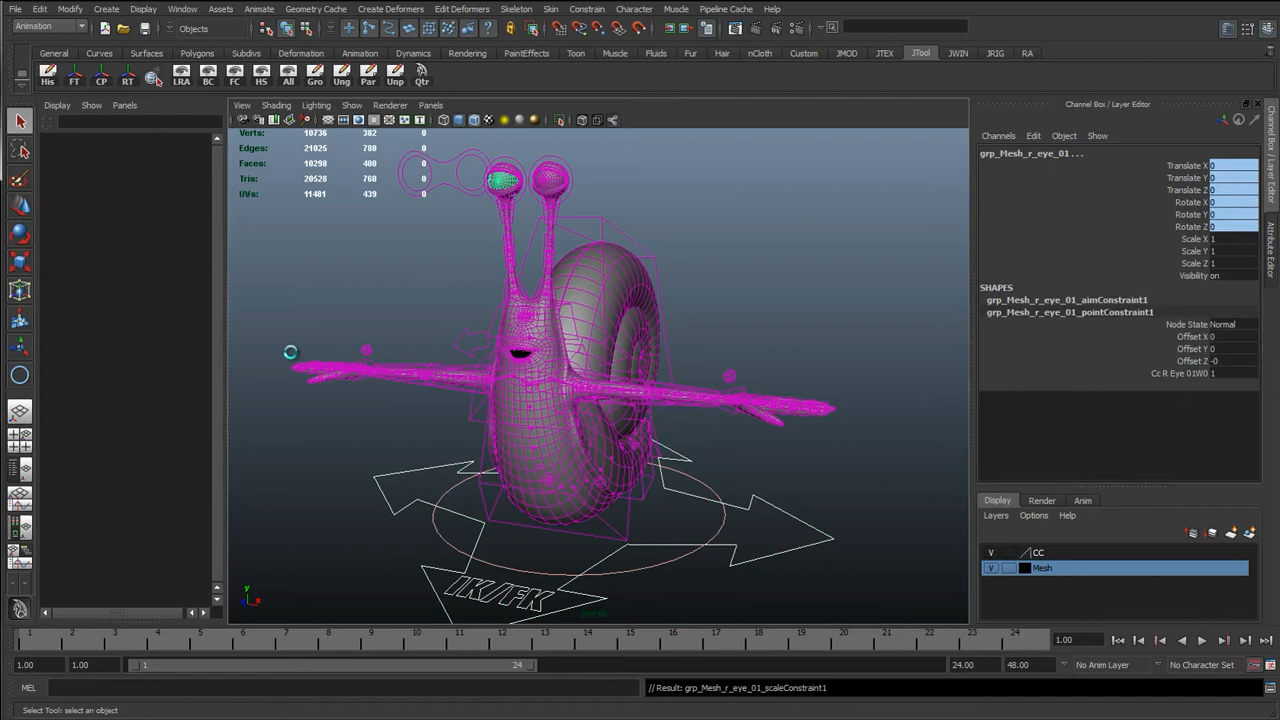 File Edit Modify Create Display Window Assets Animate Geometry Cache Create Deformers Edit Deformers Skeleton Skin Constrain Character Muscle Pipeline Cache Help
Animation Objects
General Curves Surfaces Polygons Subdivs Deformation Animation Dynamics Rendering PaintEffects Toon Muscle Fluids Fur Hair nCloth Custom JMOD JTEX JTool JWIN JRIG RA
His FT CP RT LRA BC FC HS All Gro Ung Par Unp Qtr
Display Show Panels
View Shading Lighting Show Renderer Panels
Channel Box / Layer Editor
Verts: 10736 382 0
Edges: 21025 780 0
Faces: 10298 400 0
Tris: 20528 760 0
UVs: 11481 439 0
IK/FK
persp
y
x
Channels Edit Object Show
grp_Mesh_r_eye_01 ...
Translate X 0
Translate Y 0
Translate Z 0
Rotate X 0
Rotate Y 0
Rotate Z 0
Scale X 1
Scale Y 1
Scale Z 1
Visibility on
SHAPES
grp_Mesh_r_eye_01_aimConstraint1
grp_Mesh_r_eye_01_pointConstraint1
Node State Normal
Offset X 0
Offset Y 0
Offset Z -0
Cc R Eye 01W0 1
Display Render Anim
Layers Options Help
V CC
V Mesh
Channel Box / Layer Editor
Attribute Editor
1 2 3 4 5 6 7 8 9 10 11 12 13 14 15 16 17 18 19 20 21 22 23 24 1.00
1.00 1.00 1 24 24.00 48.00 No Anim Layer No Character Set
MEL // Result: grp_Mesh_r_eye_01_scaleConstraint1
Select Tool: select an object